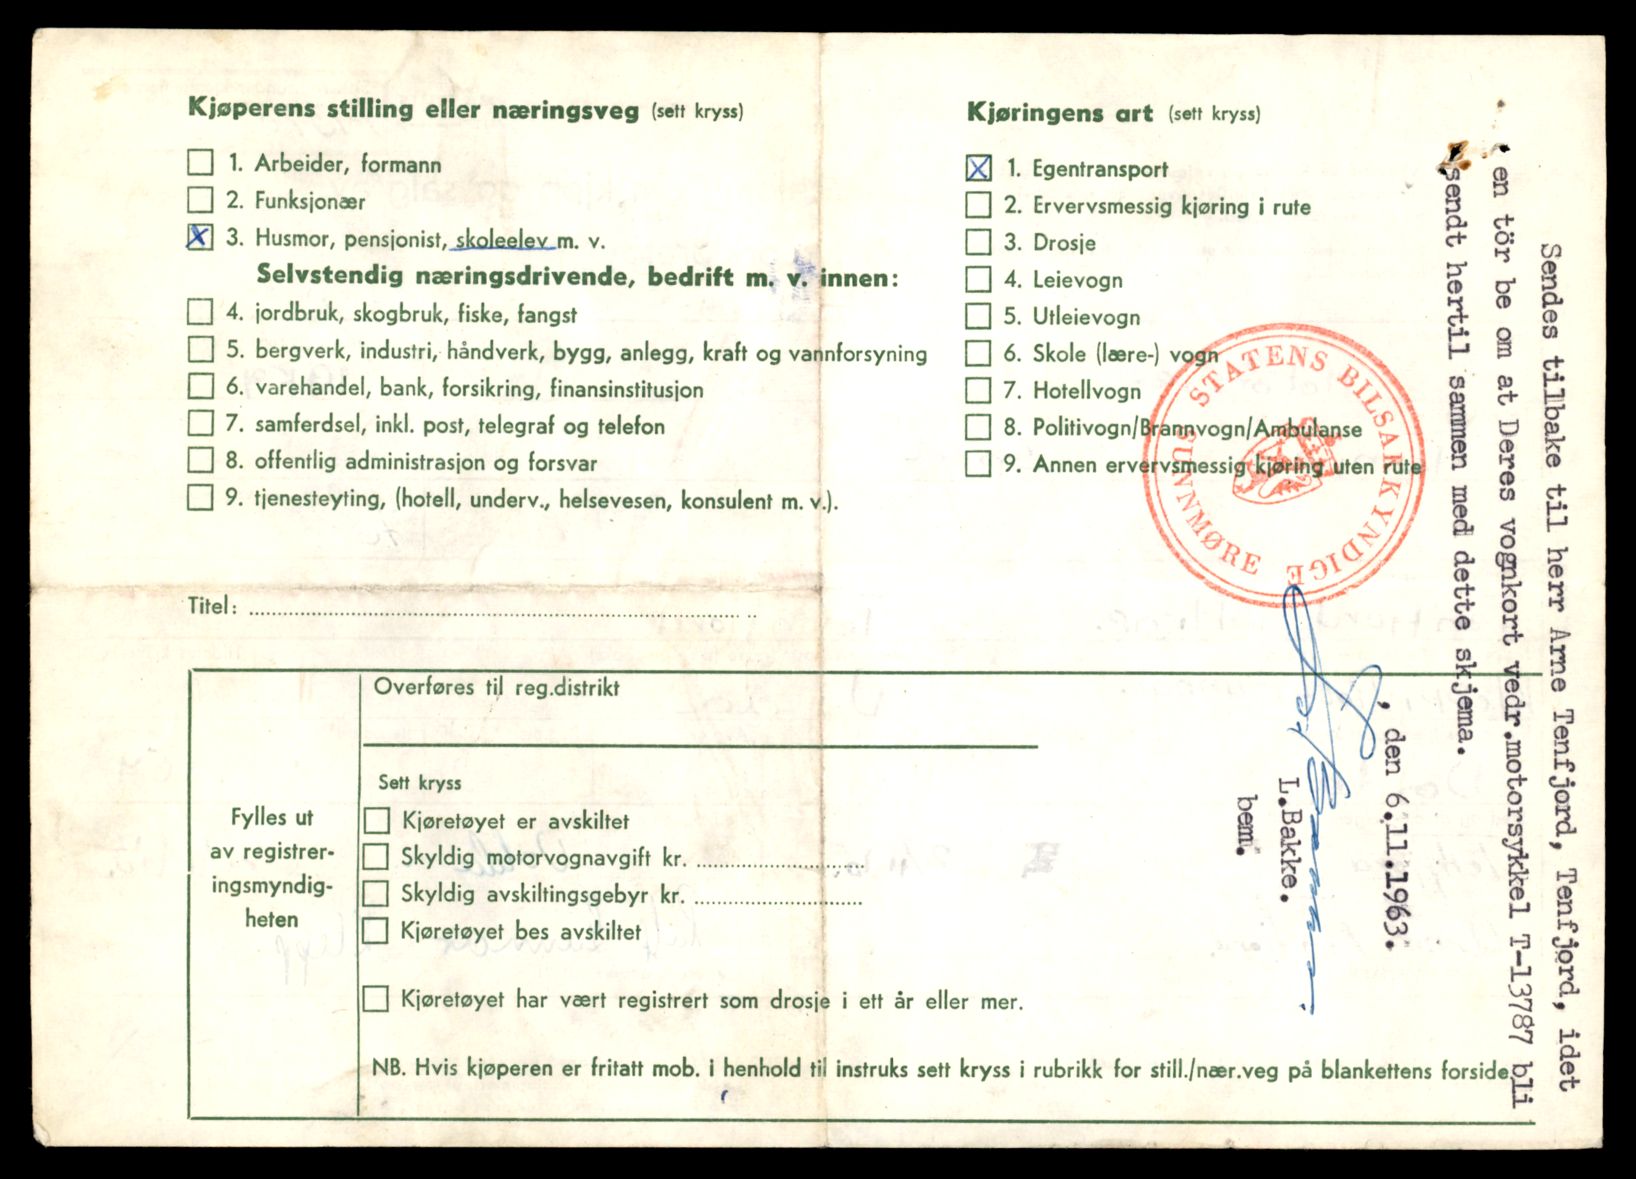 Kjøperens stilling eller næringsveg (sett kryss)
1. Arbeider, formann
2. Funksjonær
3. Husmor, pensjonist, skoleelev m. v.
Selvstendig næringsdrivende, bedrift m. v. innen:
4. jordbruk, skogbruk, fiske, fangst
5. bergverk, industri, håndverk, bygg, anlegg, kraft og vannforsyning
6. varehandel, bank, forsikring, finansinstitusjon
7. samferdsel, inkl. post, telegraf og telefon
8. offentlig administrasjon og forsvar
9. tjenesteyting, (hotell, underv., helsevesen, konsulent m. v.).
Kjøringens art (sett kryss)
1. Egentransport
2. Ervervsmessig kjøring i rute
3. Drosje
4. Leievogn
5. Utleievogn
6. Skole (lære-) vogn
7. Hotellvogn
8. Politivogn/Brannvogn/Ambulanse
9. Annen ervervsmessig kjøring uten rute
STATENS BILSAKKYNDIGE
SUNNMØRE
Titel:
Fylles ut
av registrer-
ingsmyndig-
heten
Overføres til reg.distrikt
Sett kryss
Kjøretøyet er avskiltet
Skyldig motorvognavgift kr.
Skyldig avskiltingsgebyr kr.
Kjøretøyet bes avskiltet
Kjøretøyet har vært registrert som drosje i ett år eller mer.
NB. Hvis kjøperen er fritatt mob. i henhold til instruks sett kryss i rubrikk for still./nær.veg på blankettens forside.
Sendes tilbake til herr Arne Tenfjord, Tenfjord, idet
en tör be om at Deres vognkort vedr.motorsykkel T-13787 bli
sendt hertil sammen med dette skjema.
, den 6.11.1963.
L.Bakke.
bem.